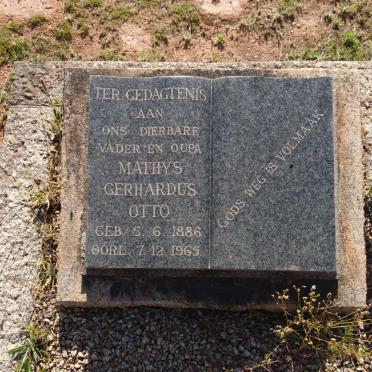 TER GEDAGTENIS
AAN
ONS DIERBARE
VADER EN OUPA
MATHYS
GERHARDUS
OTTO
GEB 5. 6. 1886
OORL. 7. 12. 1965.
GODS WEG IS VOLMAAK